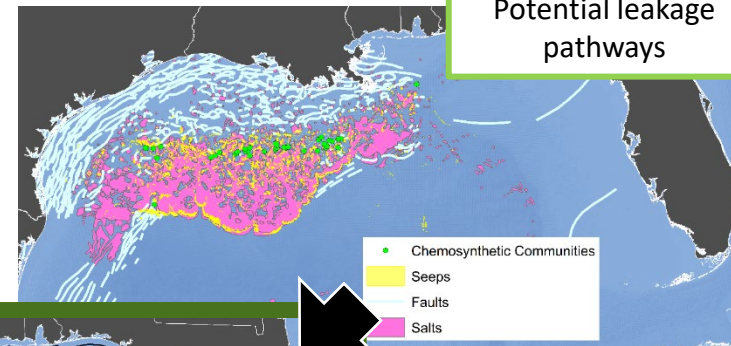 Potential leakage
pathways
Chemosynthetic Communities
Seeps
Faults
Salts